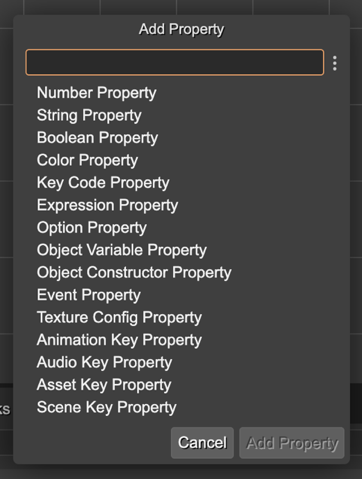 Add Property
Number Property
String Property
Boolean Property
Color Property
Key Code Property
Expression Property
Option Property
Object Variable Property
Object Constructor Property
Event Property
Texture Config Property
Animation Key Property
Audio Key Property
Asset Key Property
Scene Key Property
ks
Cancel Add Property